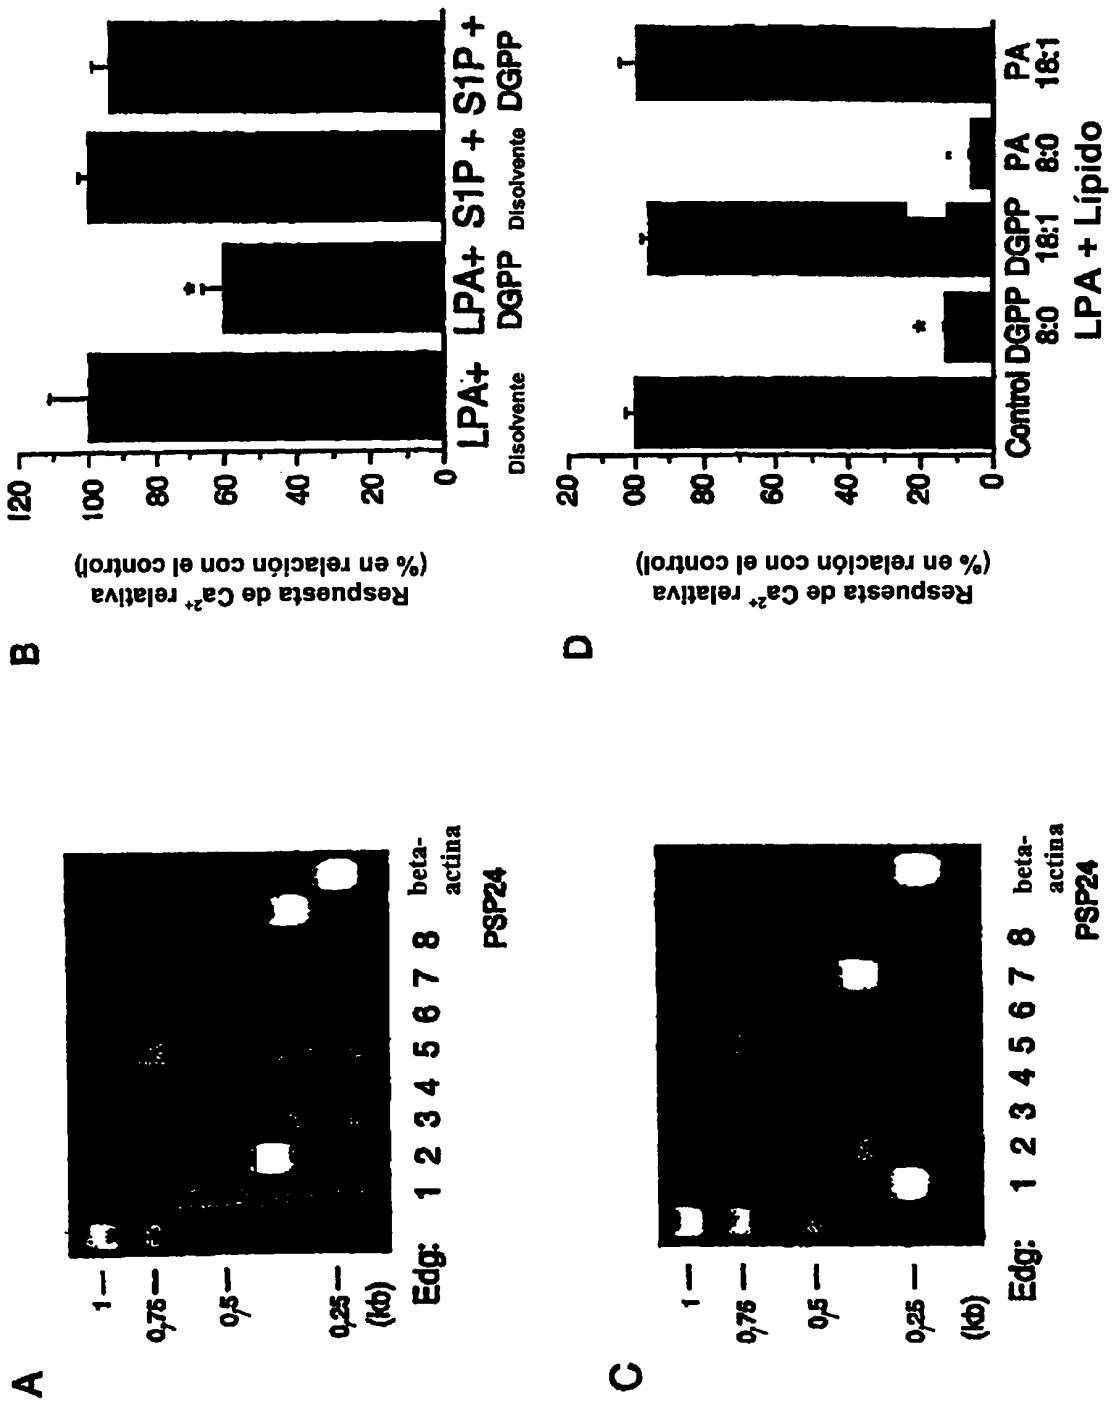 A
1
0,75
0,5
0,25
(kb)
Edg: 1 2 3 4 5 6 7 8 beta-
actina
PSP24
B
Respuesta de Ca²⁺ relativa
(% en relación con el control)
120
100
80
60
40
20
0
LPA+ LPA+ S1P + S1P +
Disolvente DGPP Disolvente DGPP
*
C
1
0,75
0,5
0,25
(kb)
Edg: 1 2 3 4 5 6 7 8 beta-
actina
PSP24
D
Respuesta de Ca²⁺ relativa
(% en relación con el control)
20
00
80
60
40
20
0
*
Control DGPP DGPP PA PA
8:0 18:1 8:0 18:1
LPA + Lípido